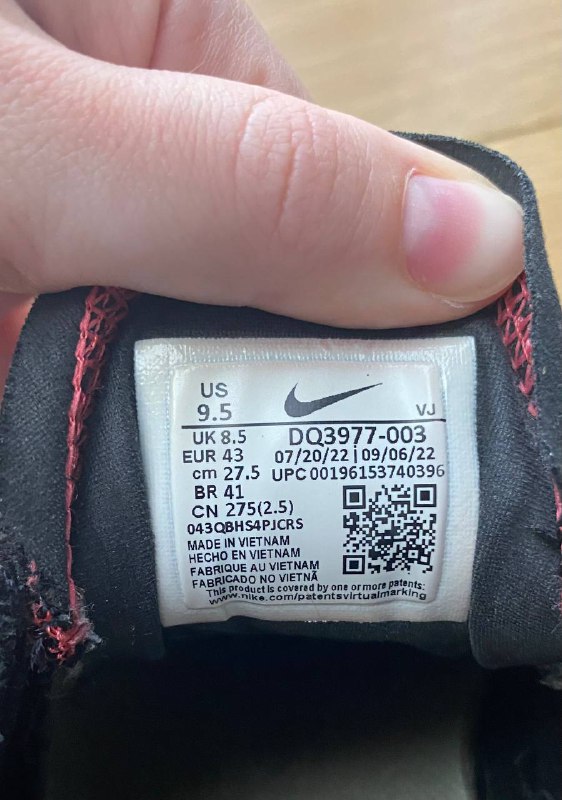 US
9.5
VJ
UK 8.5 DQ3977-003
EUR 43 07/20/22 | 09/06/22
cm 27.5 UPC 00196153740396
BR 41
CN 275(2.5)
043QBHS4PJCRS
MADE IN VIETNAM
HECHO EN VIETNAM
FABRIQUE AU VIETNAM
FABRICADO NO VIETNÃ
This product is covered by one or more patents:
www.nike.com/patentsvirtualmarking